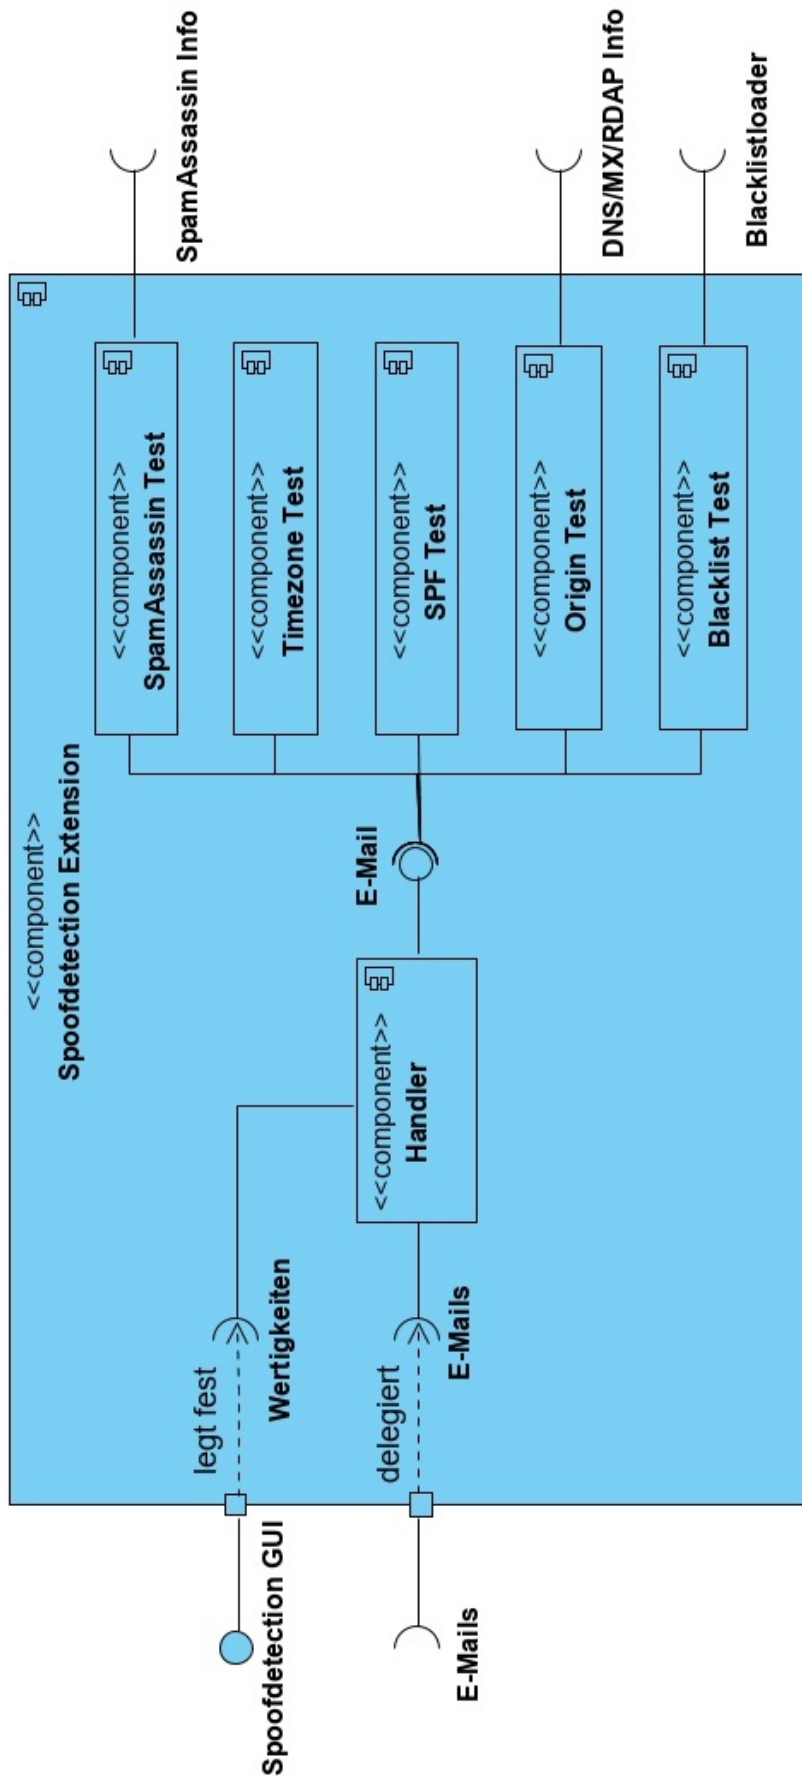 <<component>>
Spoofdetection Extension
Spoofdetection GUI
legt fest
Wertigkeiten
E-Mails
delegiert
E-Mails
<<component>>
Handler
E-Mail
<<component>>
SpamAssassin Test
<<component>>
Timezone Test
<<component>>
SPF Test
<<component>>
Origin Test
<<component>>
Blacklist Test
SpamAssassin Info
DNS/MX/RDAP Info
Blacklistloader